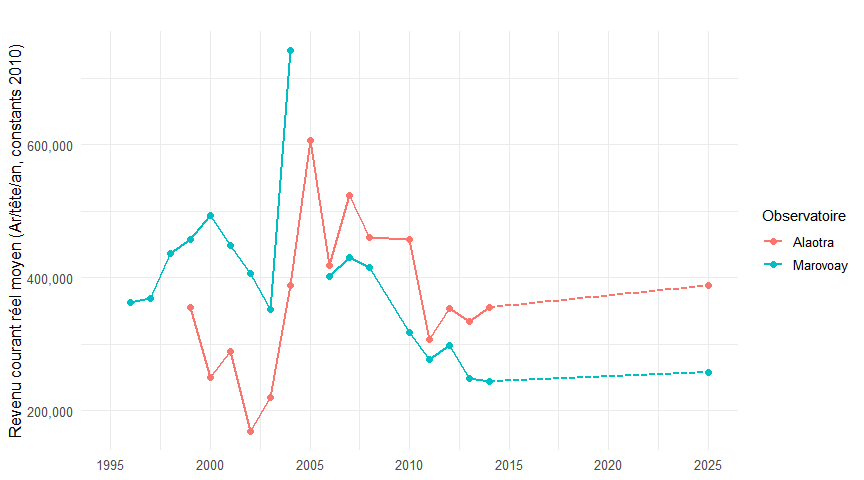 Revenu courant réel moyen (Ar/tête/an, constants 2010)
600,000
400,000
200,000
1995
2000
2005
2010
2015
2020
2025
Observatoire
Alaotra
Marovoay